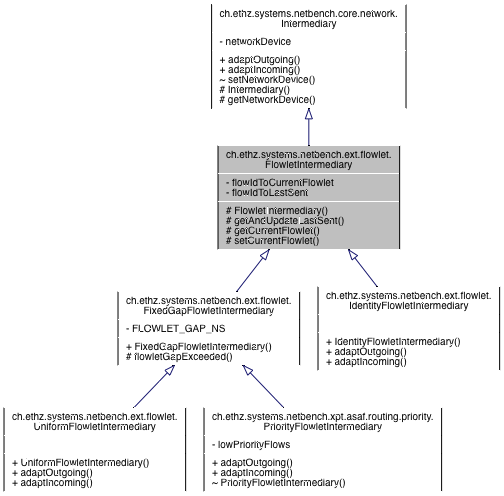 ch.ethz.systems.netbench.core.network.
Intermediary
- networkDevice
+ adaptOutgoing()
+ adaptIncoming()
~ setNetworkDevice()
# Intermediary()
# getNetworkDevice()
ch.ethz.systems.netbench.ext.flowlet.
FlowletIntermediary
- flowIdToCurrentFlowlet
- flowIdToLastSent
# FlowletIntermediary()
# getAndUpdateLastSent()
# getCurrentFlowlet()
# setCurrentFlowlet()
ch.ethz.systems.netbench.ext.flowlet.
FixedGapFlowletIntermediary
- FLOWLET_GAP_NS
+ FixedGapFlowletIntermediary()
# flowletGapExceeded()
ch.ethz.systems.netbench.ext.flowlet.
IdentityFlowletIntermediary
+ IdentityFlowletIntermediary()
+ adaptOutgoing()
+ adaptIncoming()
ch.ethz.systems.netbench.ext.flowlet.
UniformFlowletIntermediary
+ UniformFlowletIntermediary()
+ adaptOutgoing()
+ adaptIncoming()
ch.ethz.systems.netbench.xpt.asaf.routing.priority.
PriorityFlowletIntermediary
- lowPriorityFlows
+ adaptOutgoing()
+ adaptIncoming()
~ PriorityFlowletIntermediary()